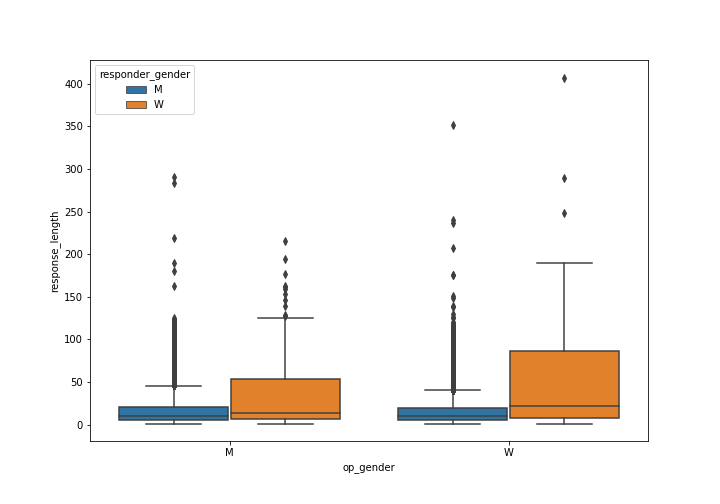 responder_gender
M
W
400
350
300
250
200
150
100
50
0
response_length
M
W
op_gender